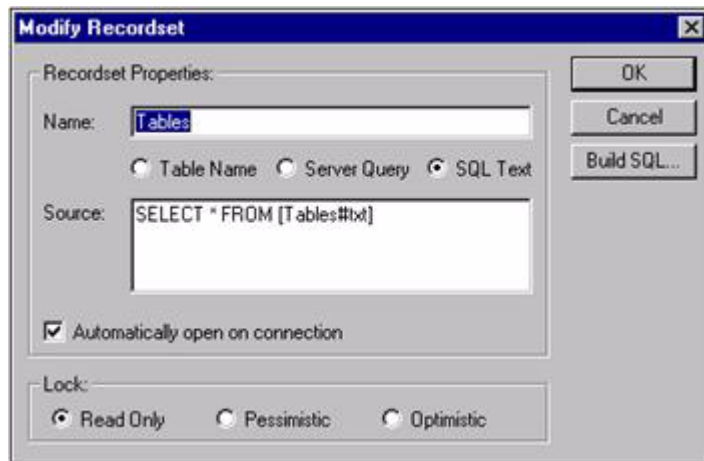 Modify Recordset
Recordset Properties:
OK
Name: Tables
Cancel
Table Name Server Query SQL Text
Build SQL...
Source: SELECT * FROM [Tables#txt]
Automatically open on connection
Lock:
Read Only Pessimistic Optimistic